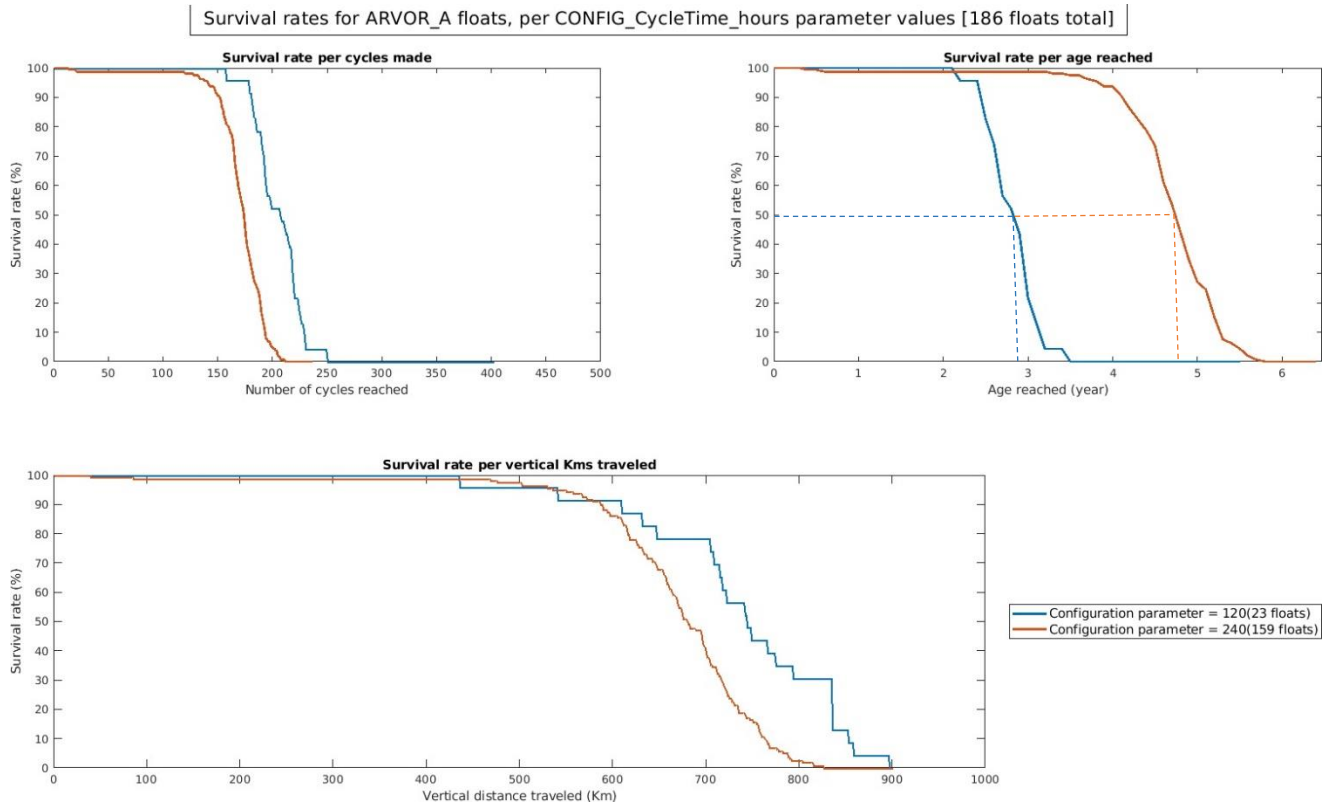 Survival rates for ARVOR_A floats, per CONFIG_CycleTime_hours parameter values [186 floats total]
Survival rate per cycles made
Survival rate (%)
100
90
80
70
60
50
40
30
20
10
0
0 50 100 150 200 250 300 350 400 450 500
Number of cycles reached
Survival rate per age reached
Survival rate (%)
100
90
80
70
60
50
40
30
20
10
0
0 1 2 3 4 5 6
Age reached (year)
Survival rate per vertical Kms traveled
Survival rate (%)
100
90
80
70
60
50
40
30
20
10
0
0 100 200 300 400 500 600 700 800 900 1000
Vertical distance traveled (Km)
Configuration parameter = 120(23 floats)
Configuration parameter = 240(159 floats)